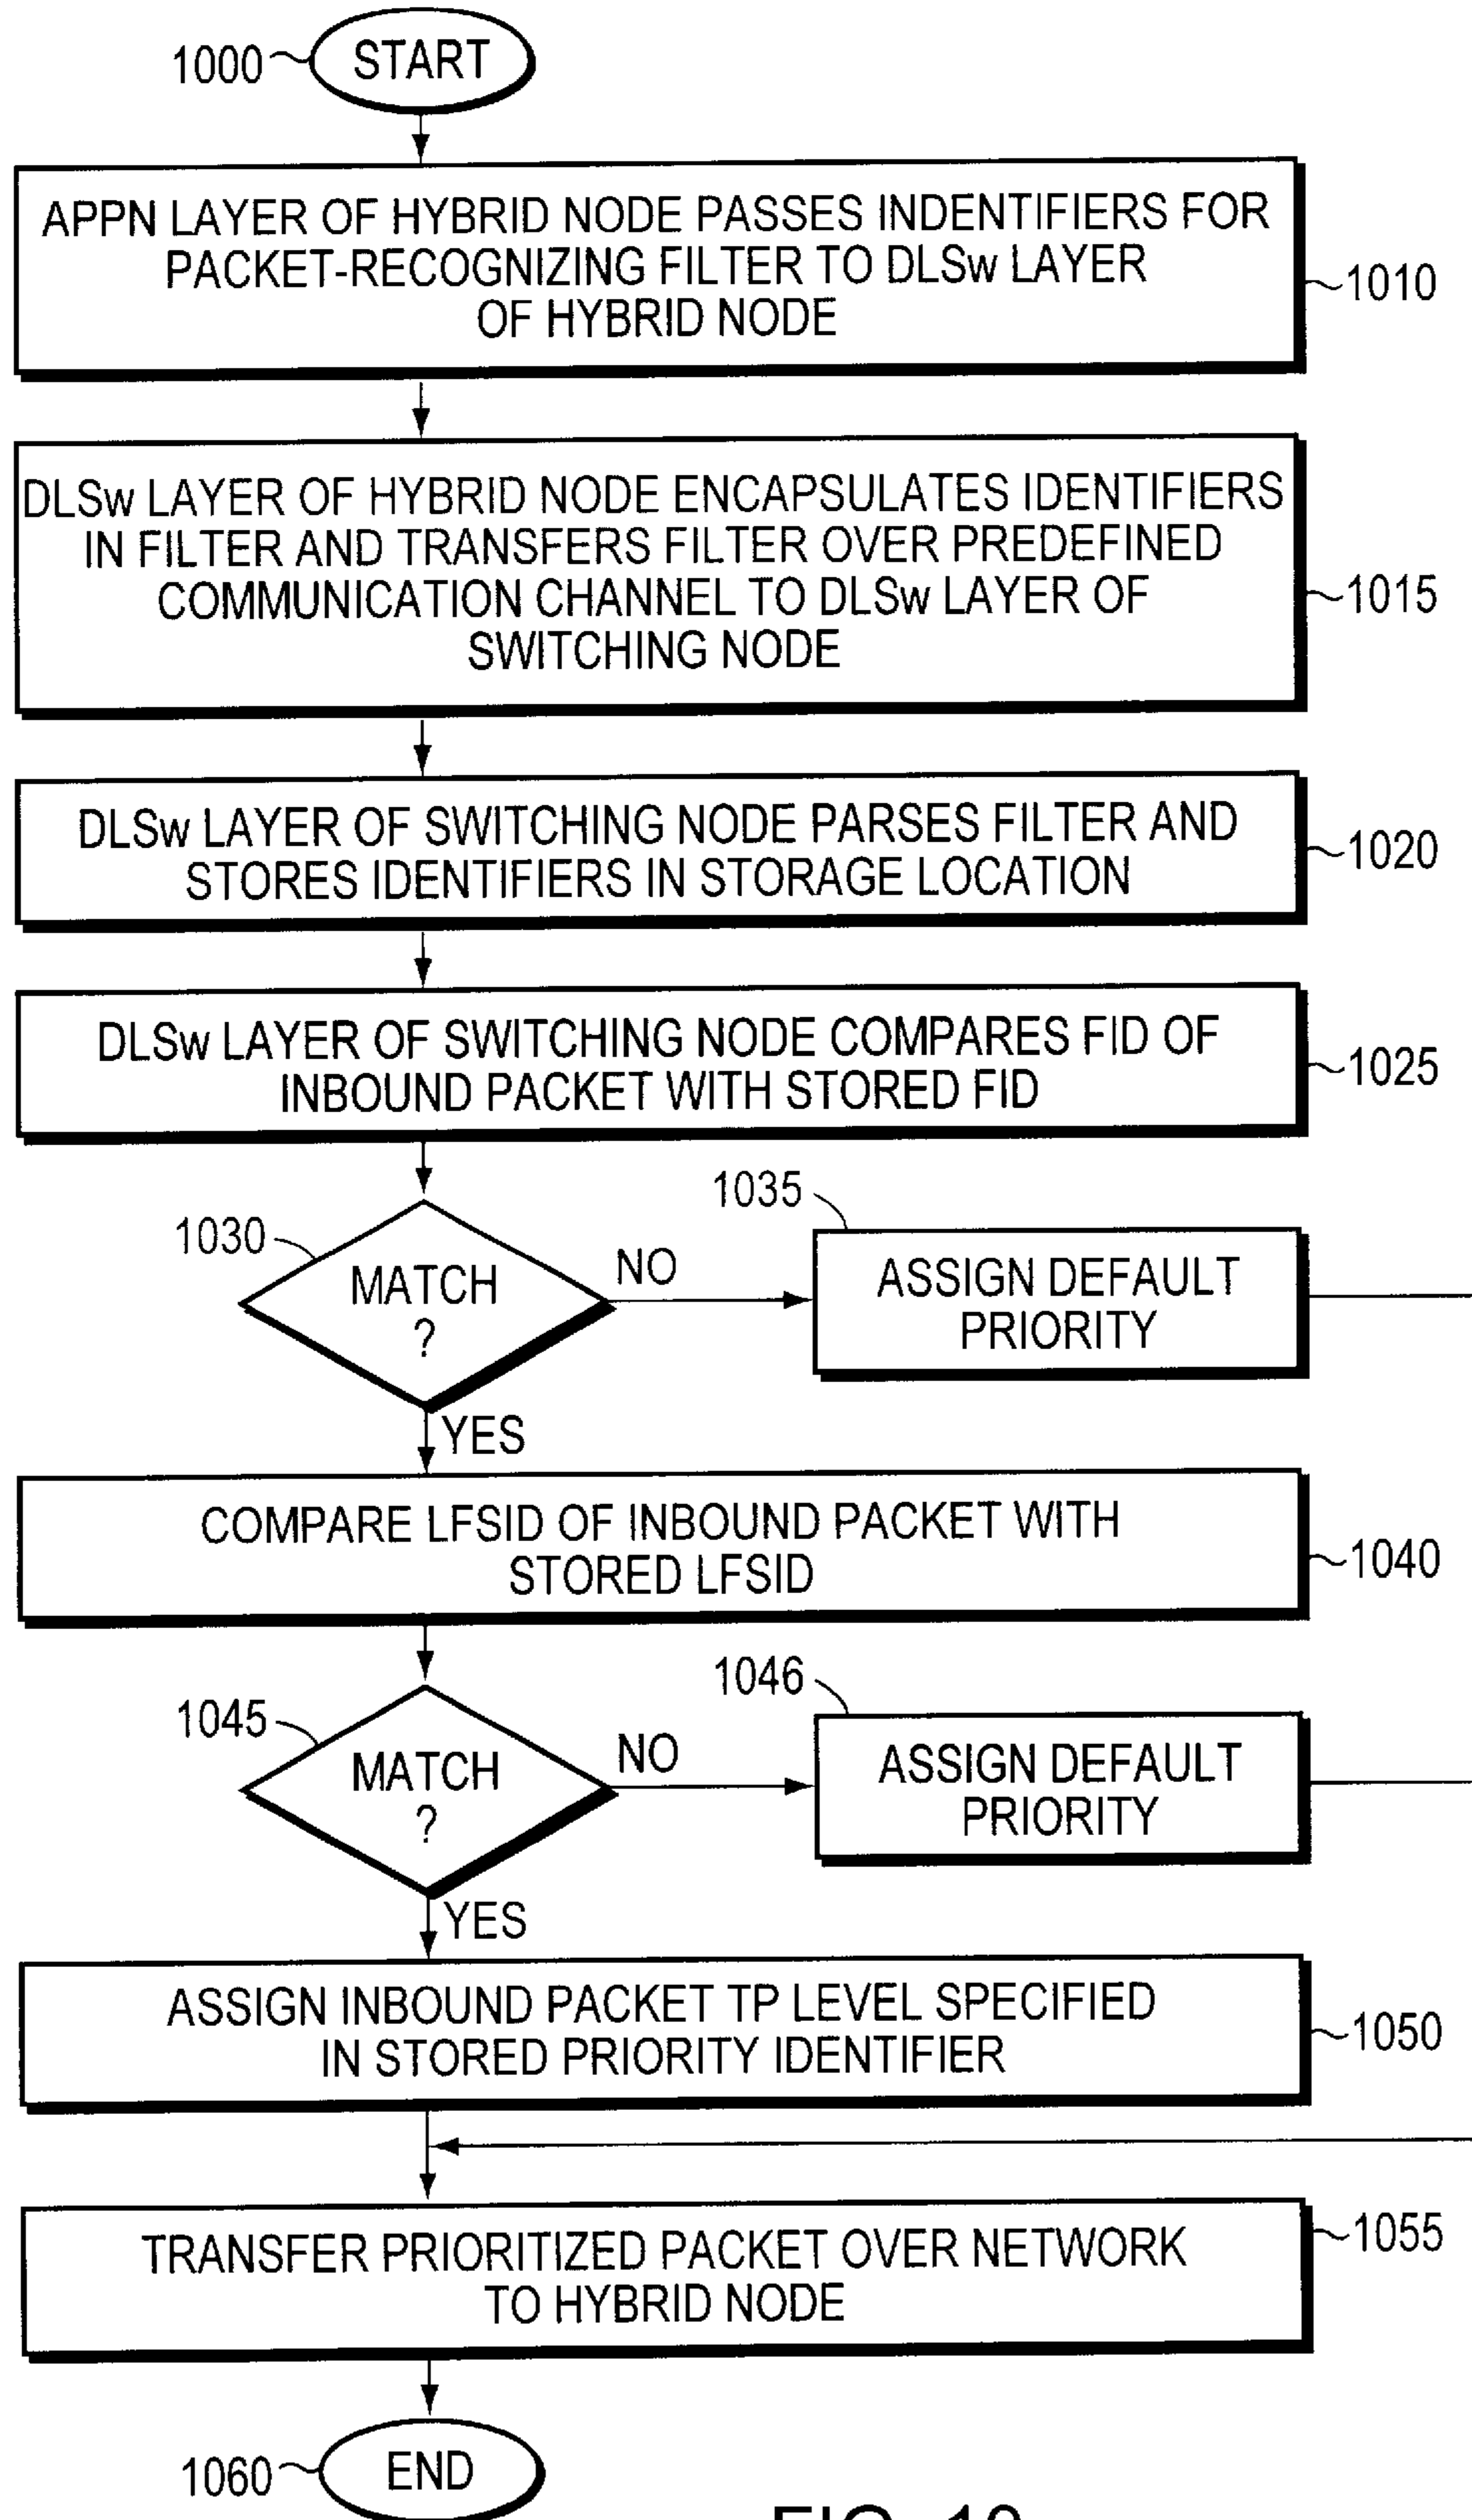 1000
START
APPN LAYER OF HYBRID NODE PASSES INDENTIFIERS FOR
PACKET-RECOGNIZING FILTER TO DLSw LAYER
OF HYBRID NODE
1010
DLSw LAYER OF HYBRID NODE ENCAPSULATES IDENTIFIERS
IN FILTER AND TRANSFERS FILTER OVER PREDEFINED
COMMUNICATION CHANNEL TO DLSw LAYER OF
SWITCHING NODE
1015
DLSw LAYER OF SWITCHING NODE PARSES FILTER AND
STORES IDENTIFIERS IN STORAGE LOCATION
1020
DLSw LAYER OF SWITCHING NODE COMPARES FID OF
INBOUND PACKET WITH STORED FID
1025
1030
MATCH
?
NO
1035
ASSIGN DEFAULT
PRIORITY
YES
COMPARE LFSID OF INBOUND PACKET WITH
STORED LFSID
1040
1045
MATCH
?
NO
1046
ASSIGN DEFAULT
PRIORITY
YES
ASSIGN INBOUND PACKET TP LEVEL SPECIFIED
IN STORED PRIORITY IDENTIFIER
1050
TRANSFER PRIORITIZED PACKET OVER NETWORK
TO HYBRID NODE
1055
1060
END